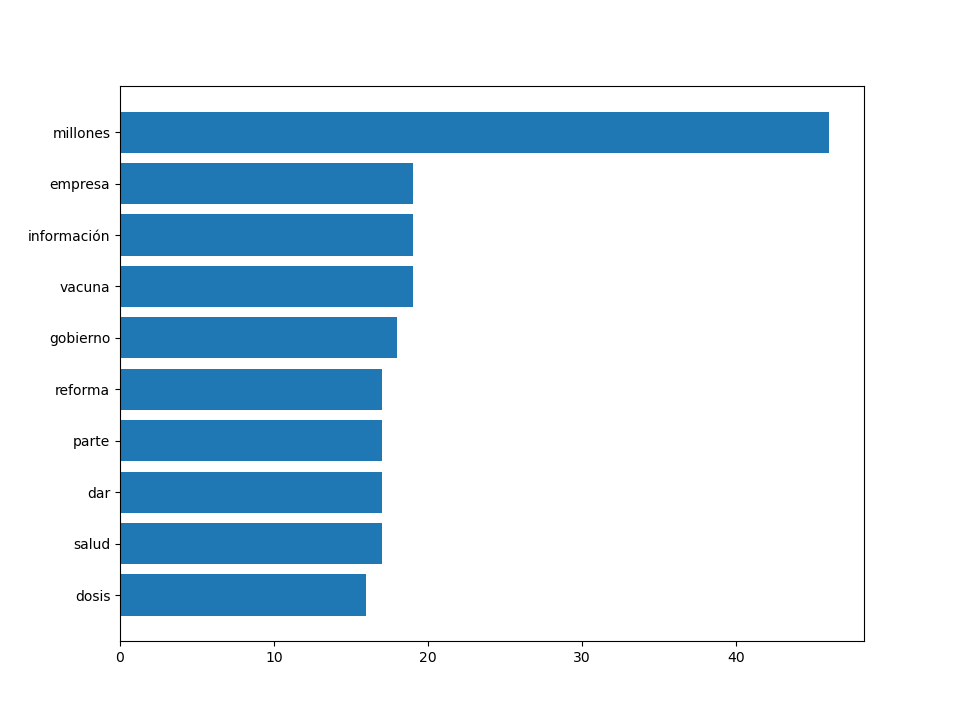 millones
empresa
información
vacuna
gobierno
reforma
parte
dar
salud
dosis
0 10 20 30 40